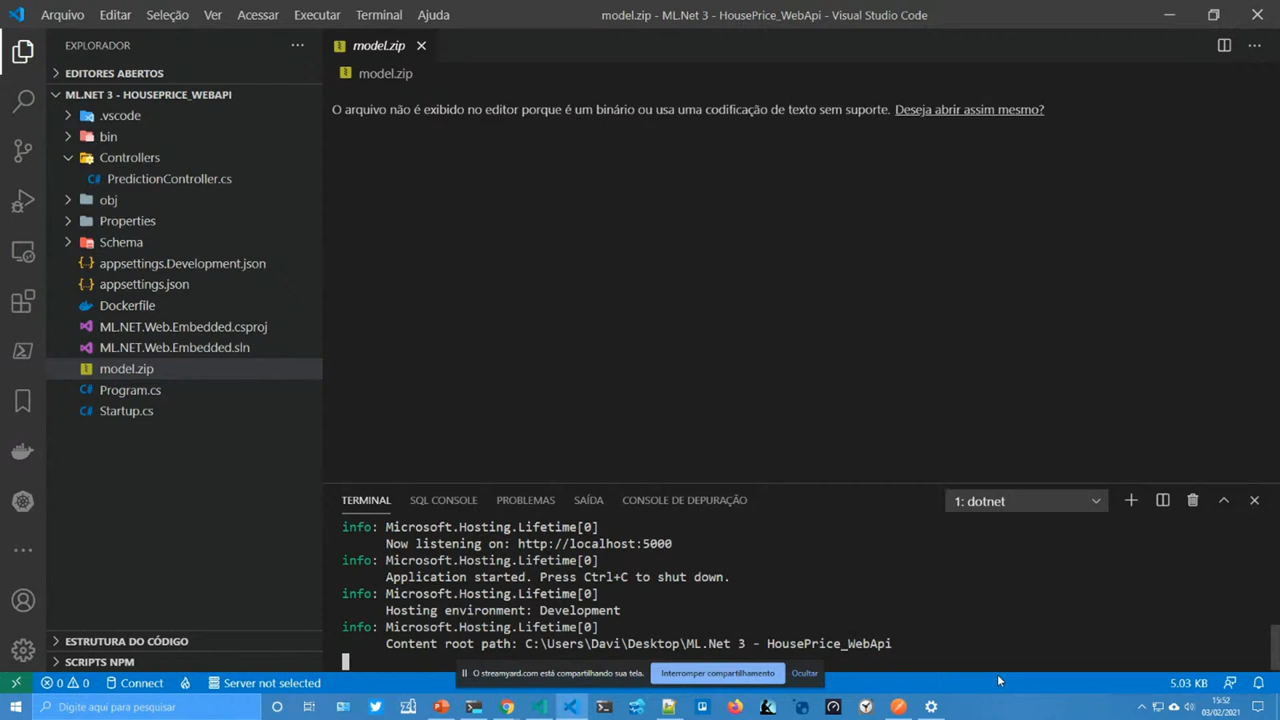 Arquivo Editar Seleção Ver Acessar Executar Terminal Ajuda
model.zip - ML.Net 3 - HousePrice_WebApi - Visual Studio Code
EXPLORADOR
EDITORES ABERTOS
ML.NET 3 - HOUSEPRICE_WEBAPI
.vscode
bin
Controllers
PredictionController.cs
obj
Properties
Schema
appsettings.Development.json
appsettings.json
Dockerfile
ML.NET.Web.Embedded.csproj
ML.NET.Web.Embedded.sln
model.zip
Program.cs
Startup.cs
ESTRUTURA DO CÓDIGO
SCRIPTS NPM
model.zip
model.zip
O arquivo não é exibido no editor porque é um binário ou usa uma codificação de texto sem suporte. Deseja abrir assim mesmo?
TERMINAL SQL CONSOLE PROBLEMAS SAÍDA CONSOLE DE DEPURAÇÃO
1: dotnet
info: Microsoft.Hosting.Lifetime[0]
Now listening on: http://localhost:5000
info: Microsoft.Hosting.Lifetime[0]
Application started. Press Ctrl+C to shut down.
info: Microsoft.Hosting.Lifetime[0]
Hosting environment: Development
info: Microsoft.Hosting.Lifetime[0]
Content root path: C:\Users\Davi\Desktop\ML.Net 3 - HousePrice_WebApi
O streamyard.com está compartilhando sua tela. Interromper compartilhamento Ocultar
0 0 Connect Server not selected
5.03 KB
Digite aqui para pesquisar
15:52
03/02/2021